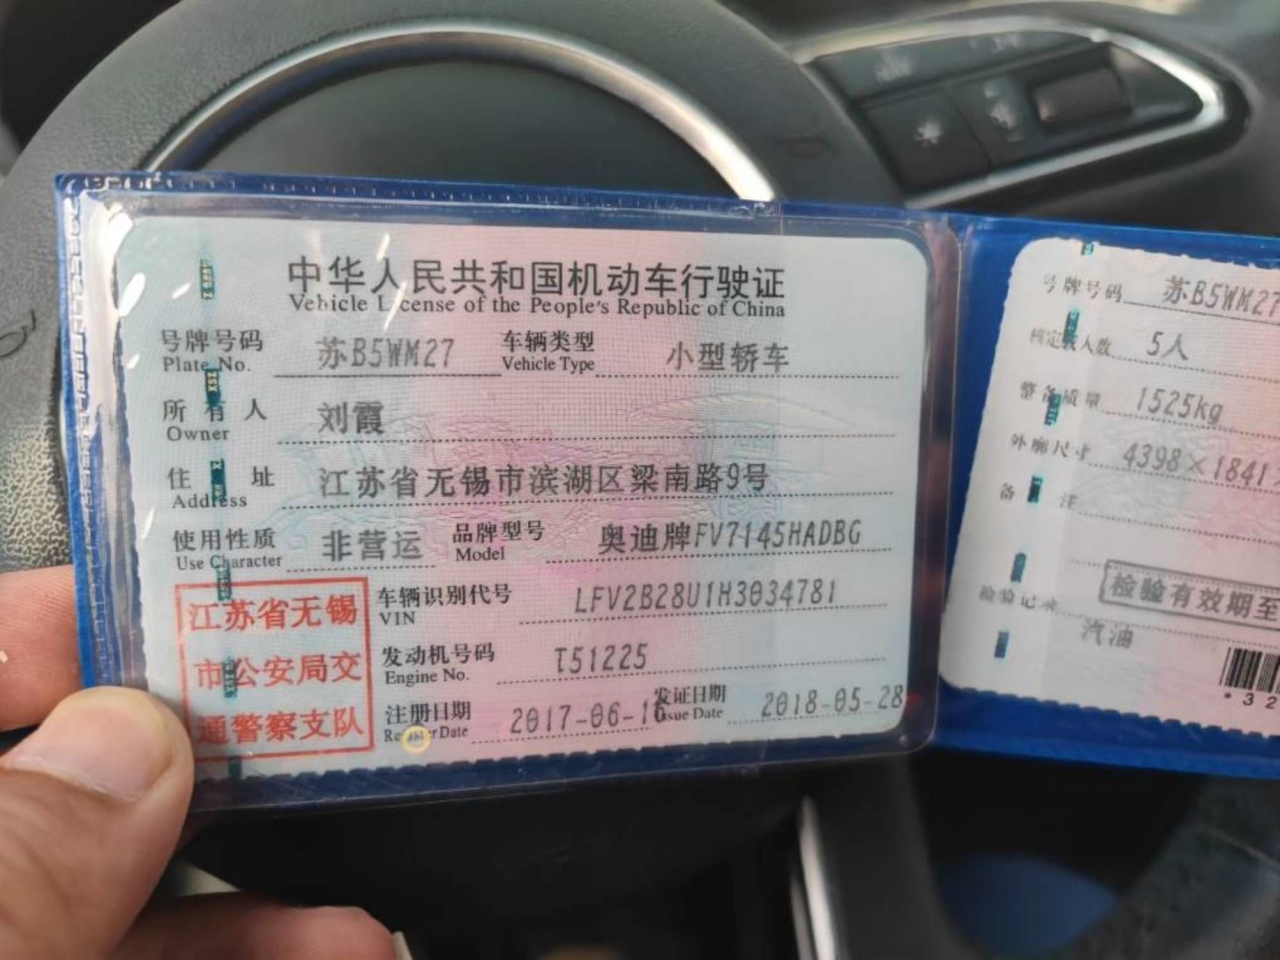 中华人民共和国机动车行驶证
Vehicle License of the People's Republic of China
号牌号码 苏B5WM27 车辆类型 小型轿车
Plate No. Vehicle Type
所有人 刘霞
Owner
住址 江苏省无锡市滨湖区梁南路9号
Address
使用性质 非营运 品牌型号 奥迪牌FV7145HADBG
Use Character Model
车辆识别代号 LFV2B28U1H3034781
VIN
发动机号码 T51225
Engine No.
注册日期 2017-06-16 发证日期 2018-05-28
Register Date Issue Date
江苏省无锡
市公安局交
通警察支队
号牌号码 苏B5WM27
核定载人数 5人
整备质量 1525kg
外廓尺寸 4398×1841
备注
检验有效期至
检验记录
汽油
*32